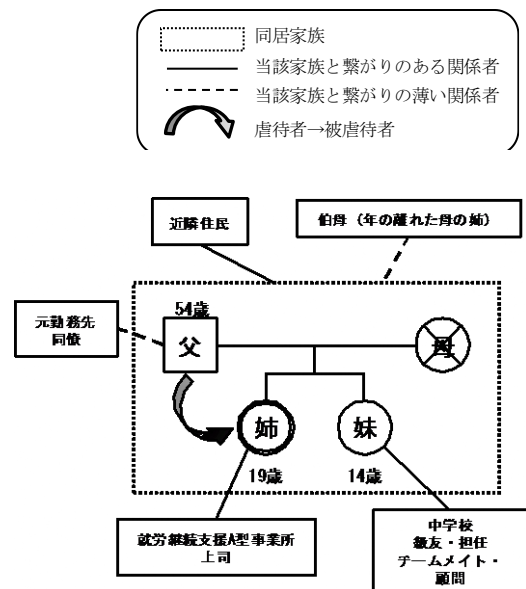 同居家族
当該家族と繋がりのある関係者
当該家族と繋がりの薄い関係者
虐待者→被虐待者
近隣住民
伯母（年の離れた母の姉）
元勤務先
同僚
54歳
父
母
姉
妹
19歳
14歳
就労継続支援A型事業所
上司
中学校
級友・担任
チームメイト・
顧問